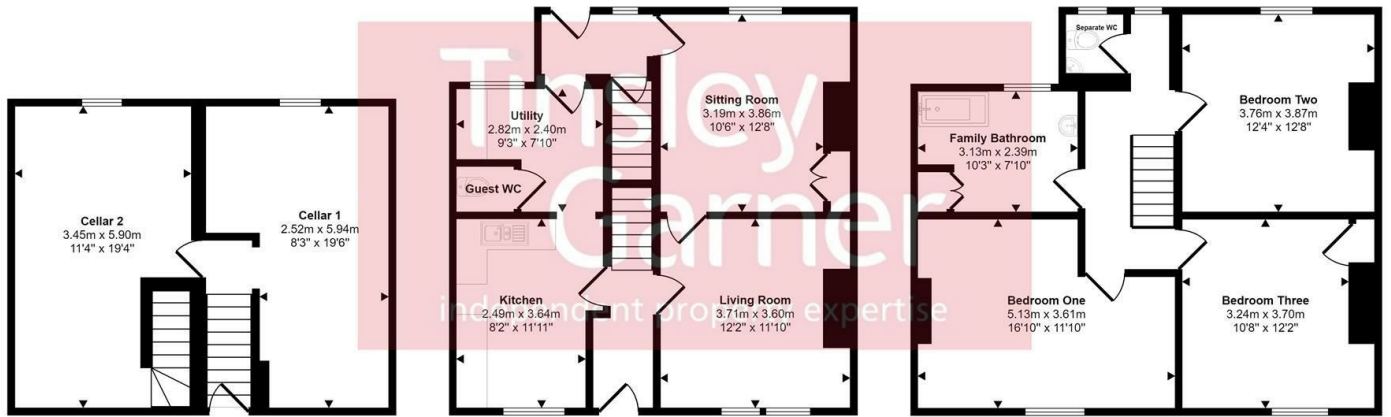 Tinsley
Garner
independent property expertise
Cellar 2
3.45m x 5.90m
11'4" x 19'4"
Cellar 1
2.52m x 5.94m
8'3" x 19'6"
Utility
2.82m x 2.40m
9'3" x 7'10"
Guest WC
Kitchen
2.49m x 3.64m
8'2" x 11'11"
Sitting Room
3.19m x 3.86m
10'6" x 12'8"
Living Room
3.71m x 3.60m
12'2" x 11'10"
Separate WC
Family Bathroom
3.13m x 2.39m
10'3" x 7'10"
Bedroom Two
3.76m x 3.87m
12'4" x 12'8"
Bedroom One
5.13m x 3.61m
16'10" x 11'10"
Bedroom Three
3.24m x 3.70m
10'8" x 12'2"